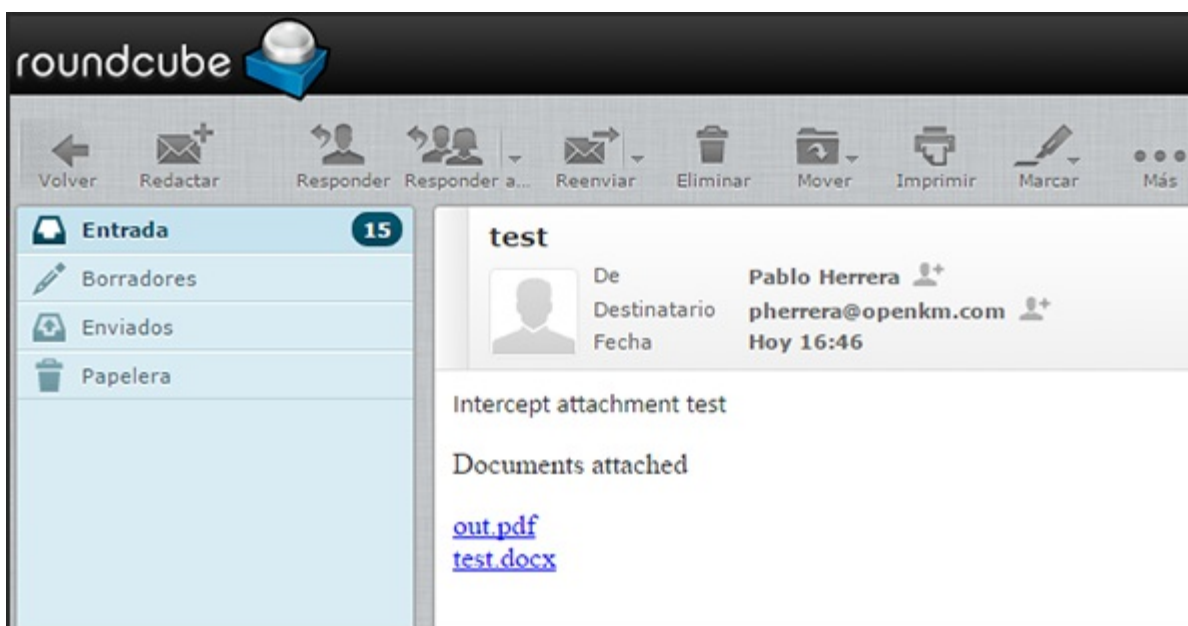 roundcube
Volver Redactar Responder Responder a... Reenviar Eliminar Mover Imprimir Marcar Más
Entrada 15
Borradores
Enviados
Papelera
test
De Pablo Herrera
Destinatario pherrera@openkm.com
Fecha Hoy 16:46
Intercept attachment test
Documents attached
out.pdf
test.docx